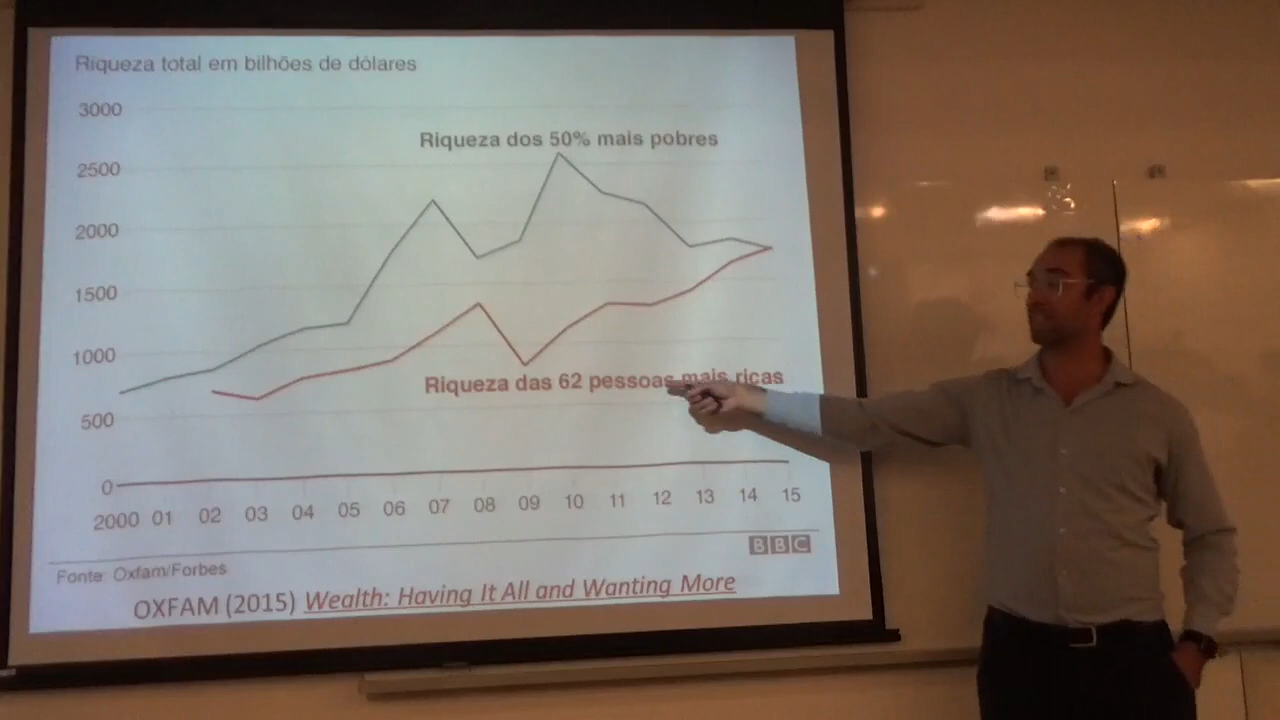 Riqueza total em bilhões de dólares
3000
Riqueza dos 50% mais pobres
2500
2000
1500
1000
Riqueza das 62 pessoas mais ricas
500
0
2000 01 02 03 04 05 06 07 08 09 10 11 12 13 14 15
BBC
Fonte: Oxfam/Forbes
OXFAM (2015) Wealth: Having It All and Wanting More